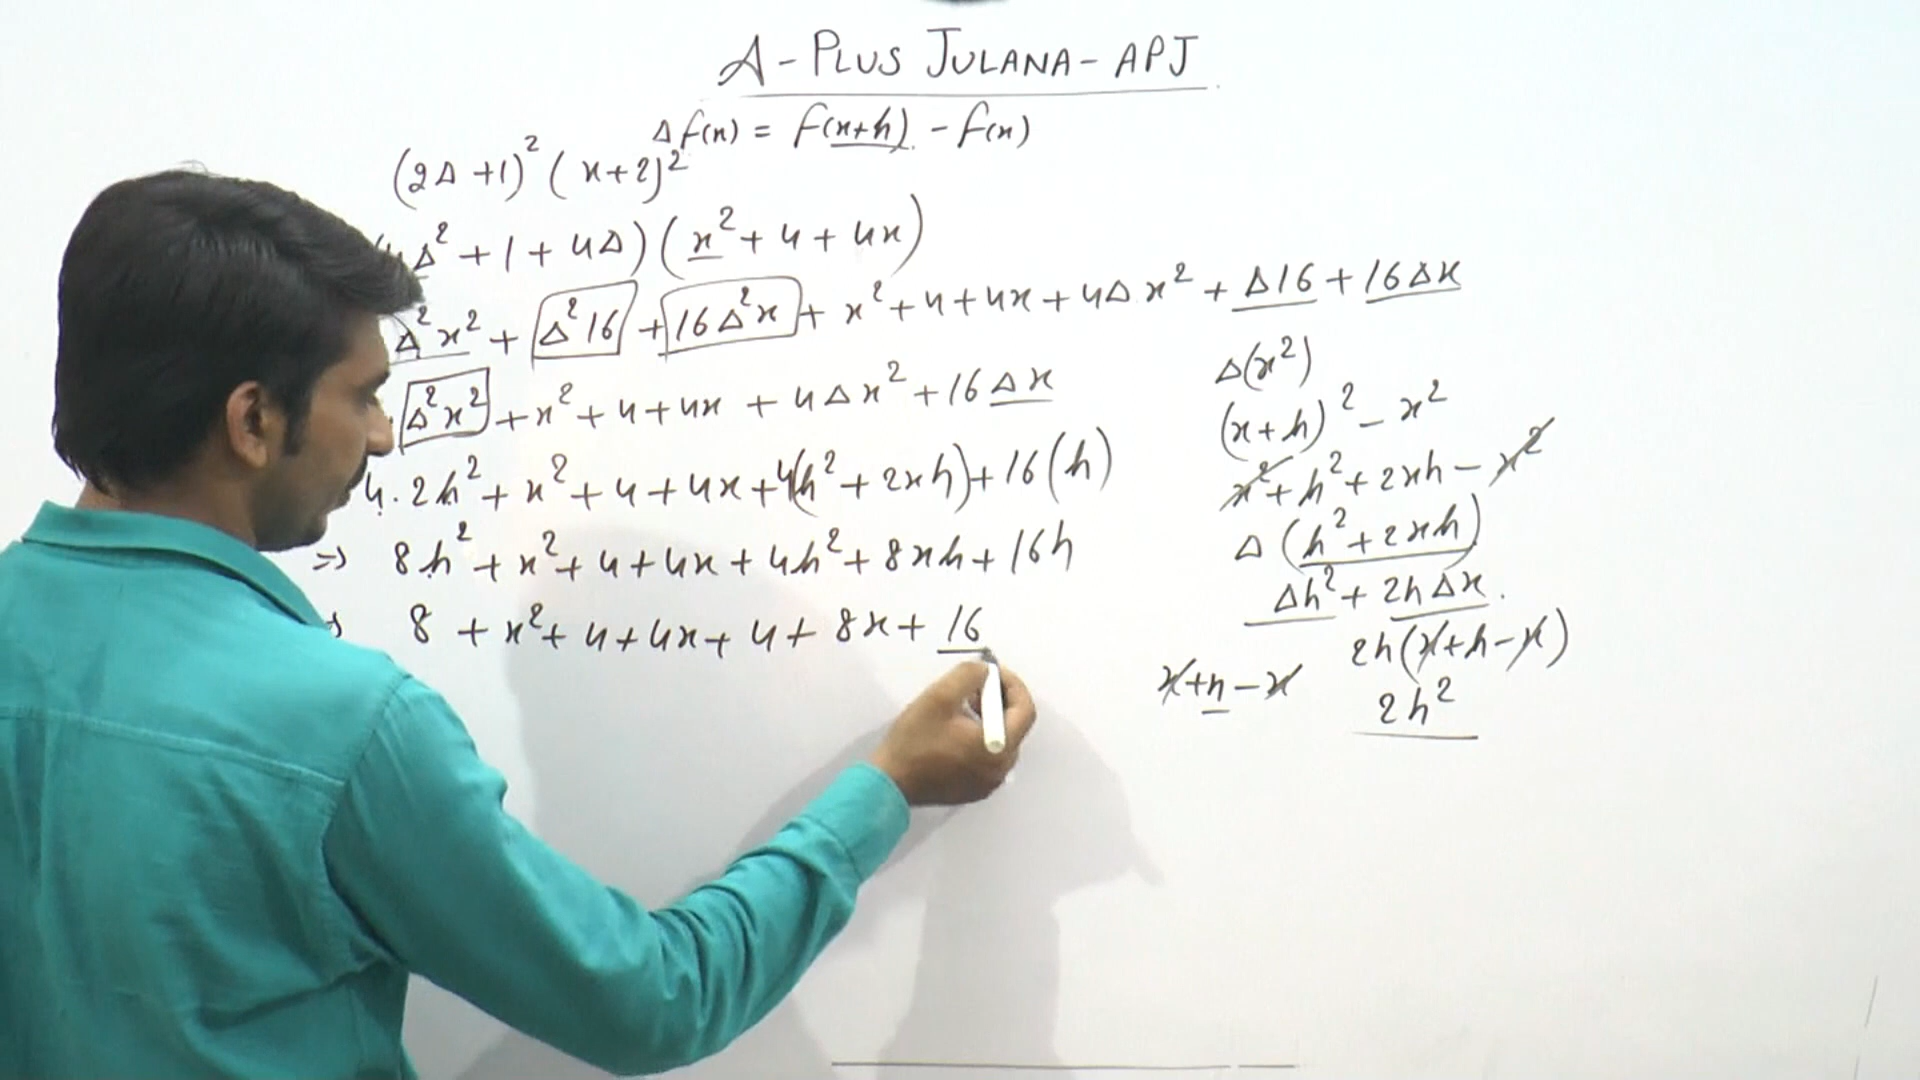 A-PLUS JULANA-APJ
Δf(x) = f(x+h) - f(x)
(2Δ+1)² (x+2)²
Δ² + 1 + 4Δ) (x² + 4 + 4x)
Δ²x² + Δ²16 + 16Δ²x + x² + 4 + 4x + 4Δx² + Δ16 + 16Δx
Δ²x² + x² + 4 + 4x + 4Δx² + 16Δx
4.2h² + x² + 4 + 4x + 4(h² + 2xh) + 16(h)
=> 8h² + x² + 4 + 4x + 4h² + 8xh + 16h
8 + x² + 4 + 4x + 4 + 8x + 16
Δ(x²)
(x+h)² - x²
x² + h² + 2xh - x²
Δ(h² + 2xh)
Δh² + 2hΔx.
2h(x+h-x)
x+h-x
2h²